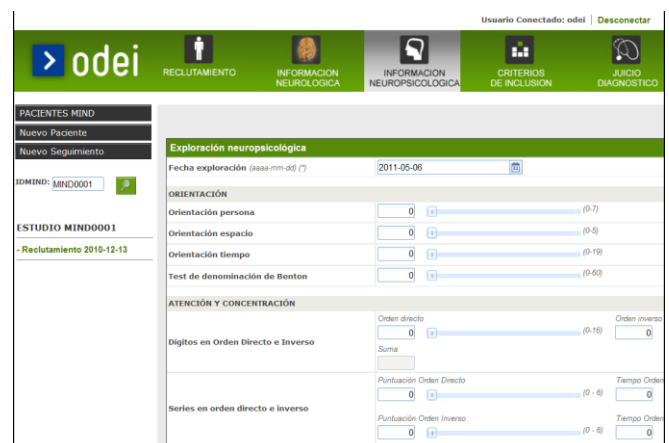 Usuario Conectado: odei | Desconectar
odei
RECLUTAMIENTO
INFORMACION
NEUROLOGICA
INFORMACION
NEUROPSICOLOGICA
CRITERIOS
DE INCLUSION
JUICIO
DIAGNOSTICO
PACIENTES MIND
Nuevo Paciente
Nuevo Seguimiento
IDMIND: MIND0001
ESTUDIO MIND0001
- Reclutamiento 2010-12-13
Exploración neuropsicológica
Fecha exploración (aaaa-mm-dd) (*) 2011-05-06
ORIENTACIÓN
Orientación persona 0 (0-7)
Orientación espacio 0 (0-5)
Orientación tiempo 0 (0-19)
Test de denominación de Benton 0 (0-60)
ATENCIÓN Y CONCENTRACIÓN
Orden directo Orden inverso
Dígitos en Orden Directo e Inverso 0 (0-16) 0
Suma
Puntuación Orden Directo Tiempo Orden
0 (0 - 6) 0
Series en orden directo e inverso
Puntuación Orden Inverso Tiempo Orden
0 (0 - 6) 0